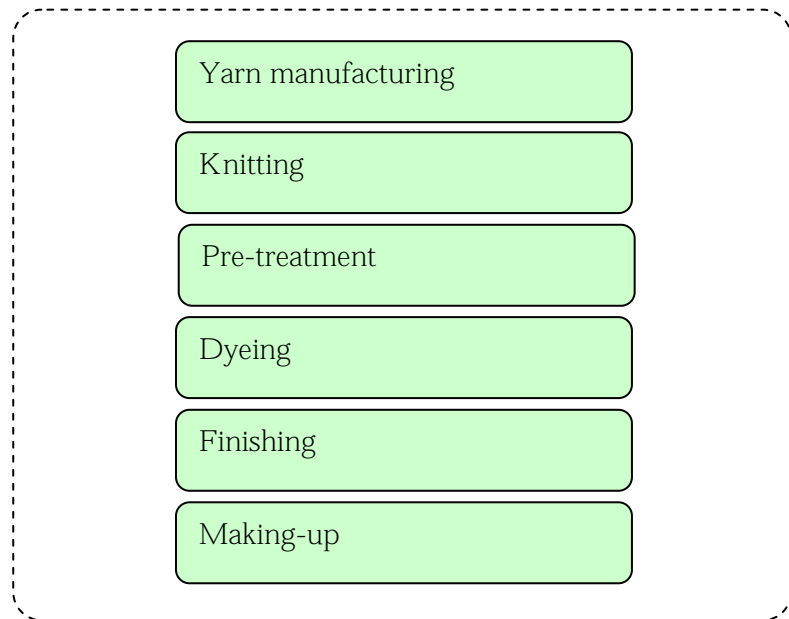 Yarn manufacturing
Knitting
Pre-treatment
Dyeing
Finishing
Making-up